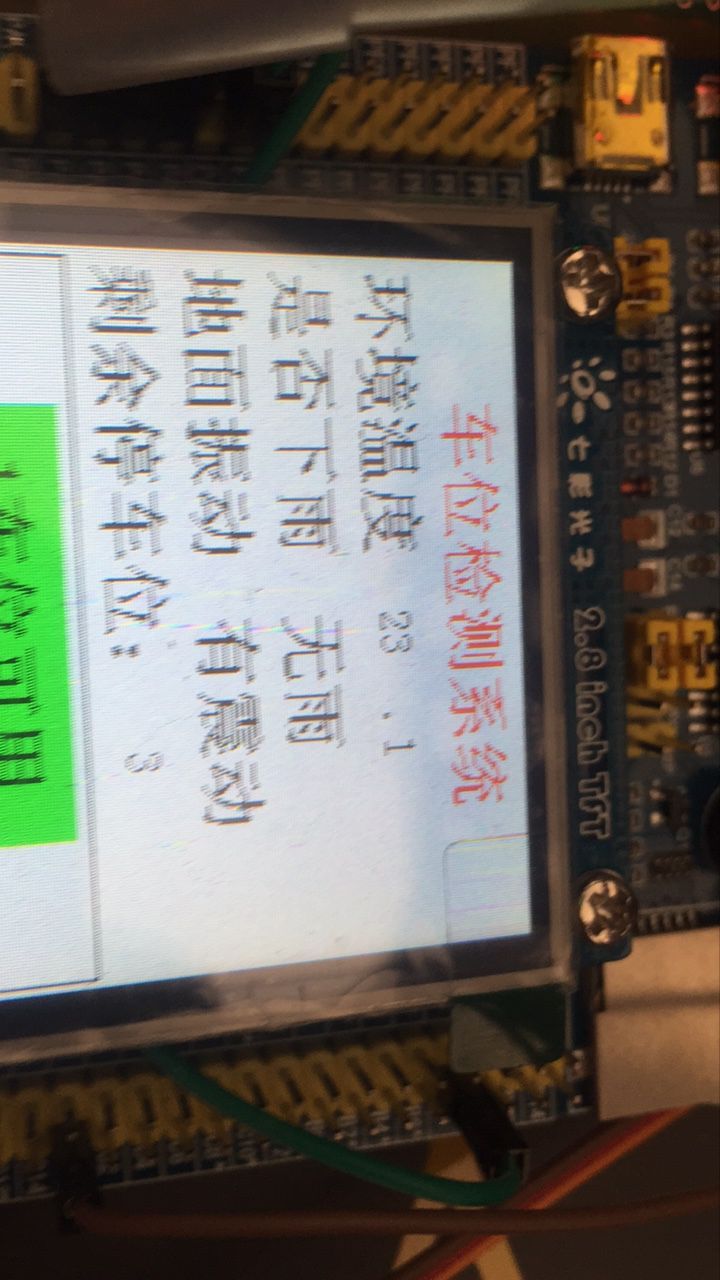 七彩光子 2.8 inch TFT
车位检测系统
环境温度 23 .1
是否下雨 无雨
地面振动 有震动
剩余停车位： 3
1车位可用